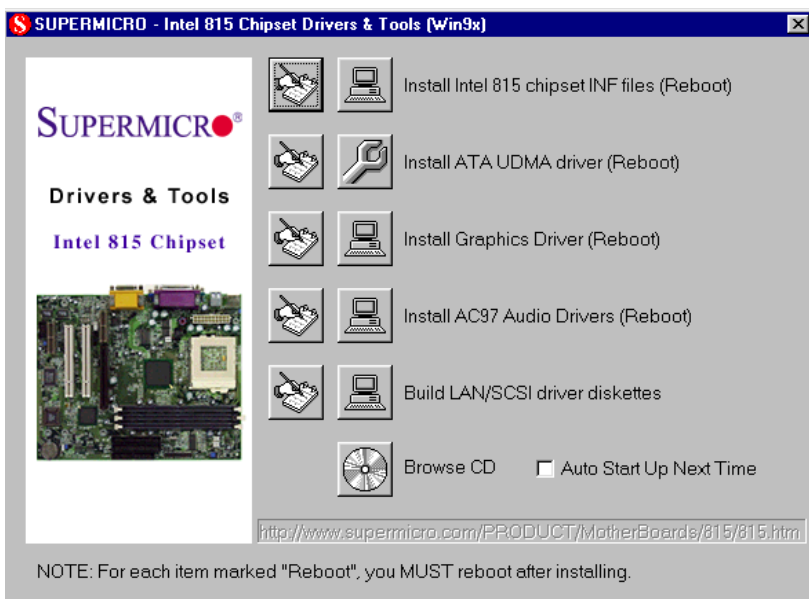 SUPERMICRO - Intel 815 Chipset Drivers & Tools (Win9x)
SUPERMICRO®
Drivers & Tools
Intel 815 Chipset
Install Intel 815 chipset INF files (Reboot)
Install ATA UDMA driver (Reboot)
Install Graphics Driver (Reboot)
Install AC97 Audio Drivers (Reboot)
Build LAN/SCSI driver diskettes
Browse CD
Auto Start Up Next Time
http://www.supermicro.com/PRODUCT/MotherBoards/815/815.htm
NOTE: For each item marked "Reboot", you MUST reboot after installing.